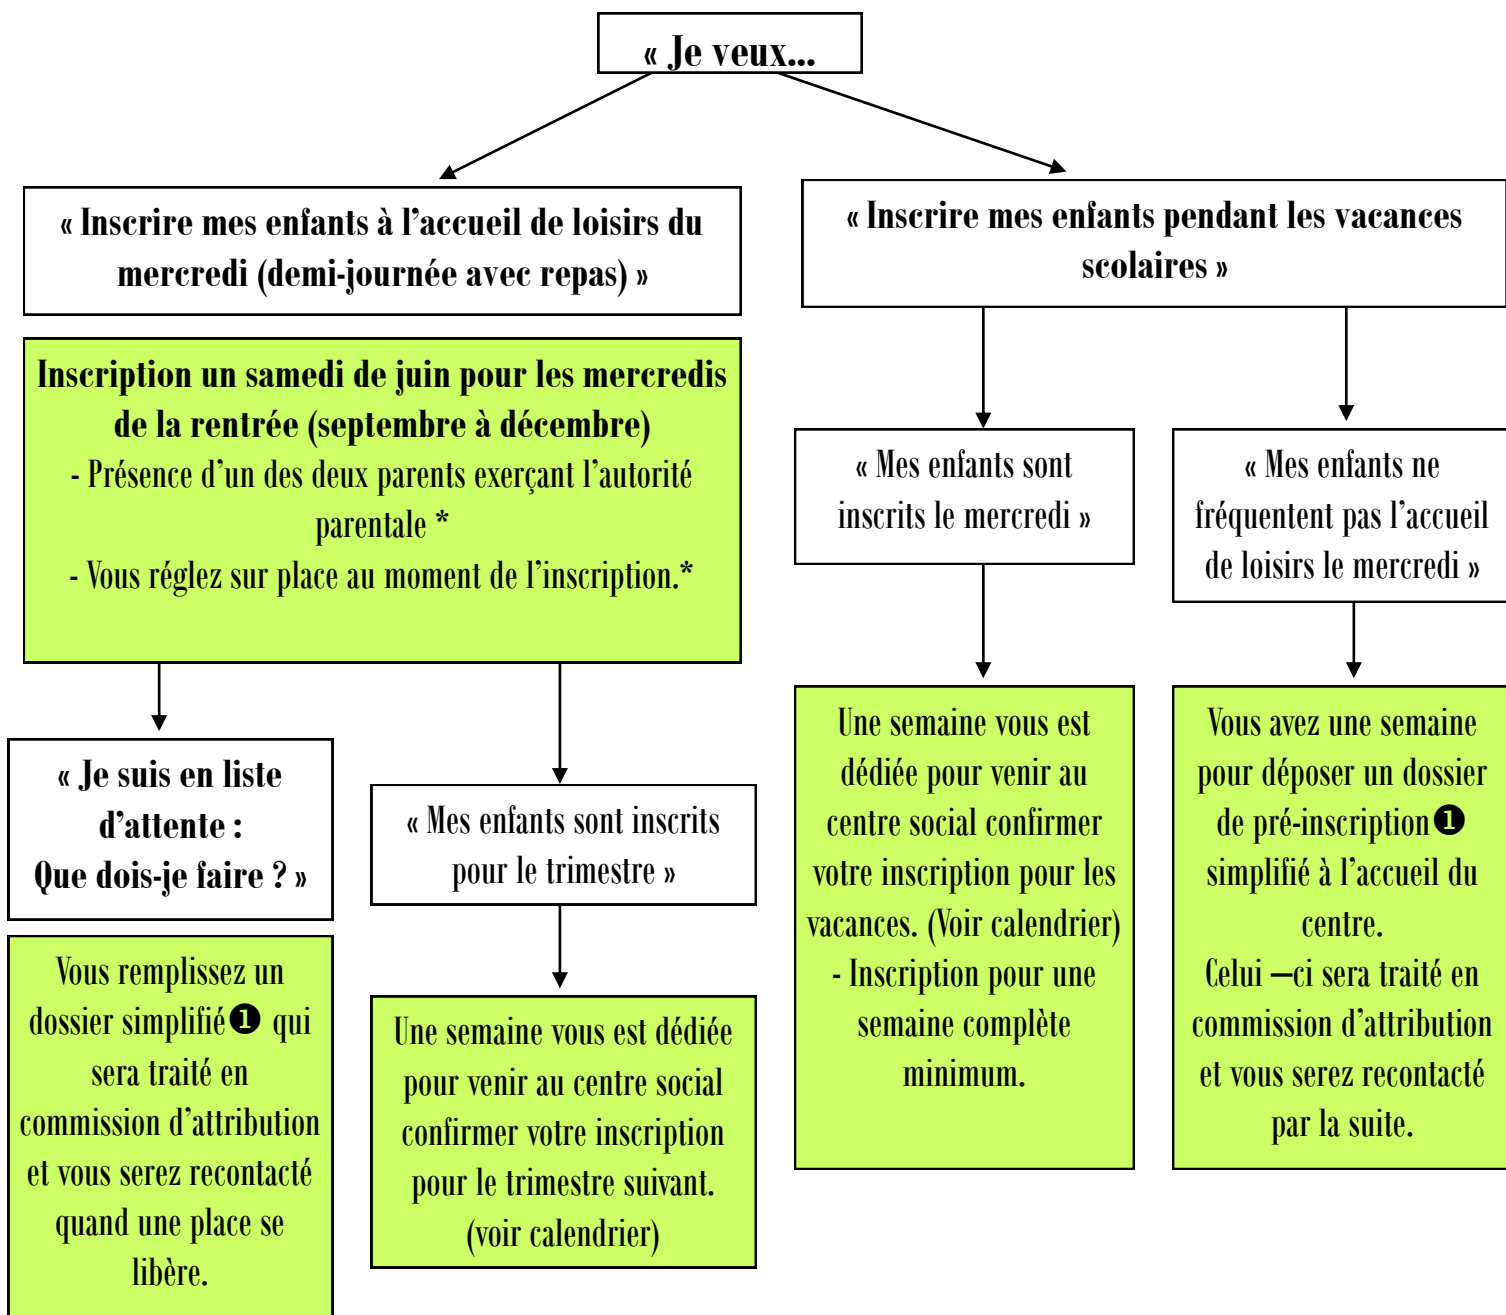 « Je veux...
« Inscrire mes enfants à l’accueil de loisirs du
mercredi (demi-journée avec repas) »
« Inscrire mes enfants pendant les vacances
scolaires »
Inscription un samedi de juin pour les mercredis
de la rentrée (septembre à décembre)
- Présence d’un des deux parents exerçant l’autorité
parentale *
- Vous réglez sur place au moment de l’inscription.*
« Mes enfants sont
inscrits le mercredi »
« Mes enfants ne
fréquentent pas l’accueil
de loisirs le mercredi »
« Je suis en liste
d’attente :
Que dois-je faire ? »
« Mes enfants sont inscrits
pour le trimestre »
Une semaine vous est
dédiée pour venir au
centre social confirmer
votre inscription pour les
vacances. (Voir calendrier)
- Inscription pour une
semaine complète
minimum.
Vous avez une semaine
pour déposer un dossier
de pré-inscription❶
simplifié à l’accueil du
centre.
Celui –ci sera traité en
commission d’attribution
et vous serez recontacté
par la suite.
Vous remplissez un
dossier simplifié❶ qui
sera traité en
commission d’attribution
et vous serez recontacté
quand une place se
libère.
Une semaine vous est dédiée
pour venir au centre social
confirmer votre inscription
pour le trimestre suivant.
(voir calendrier)